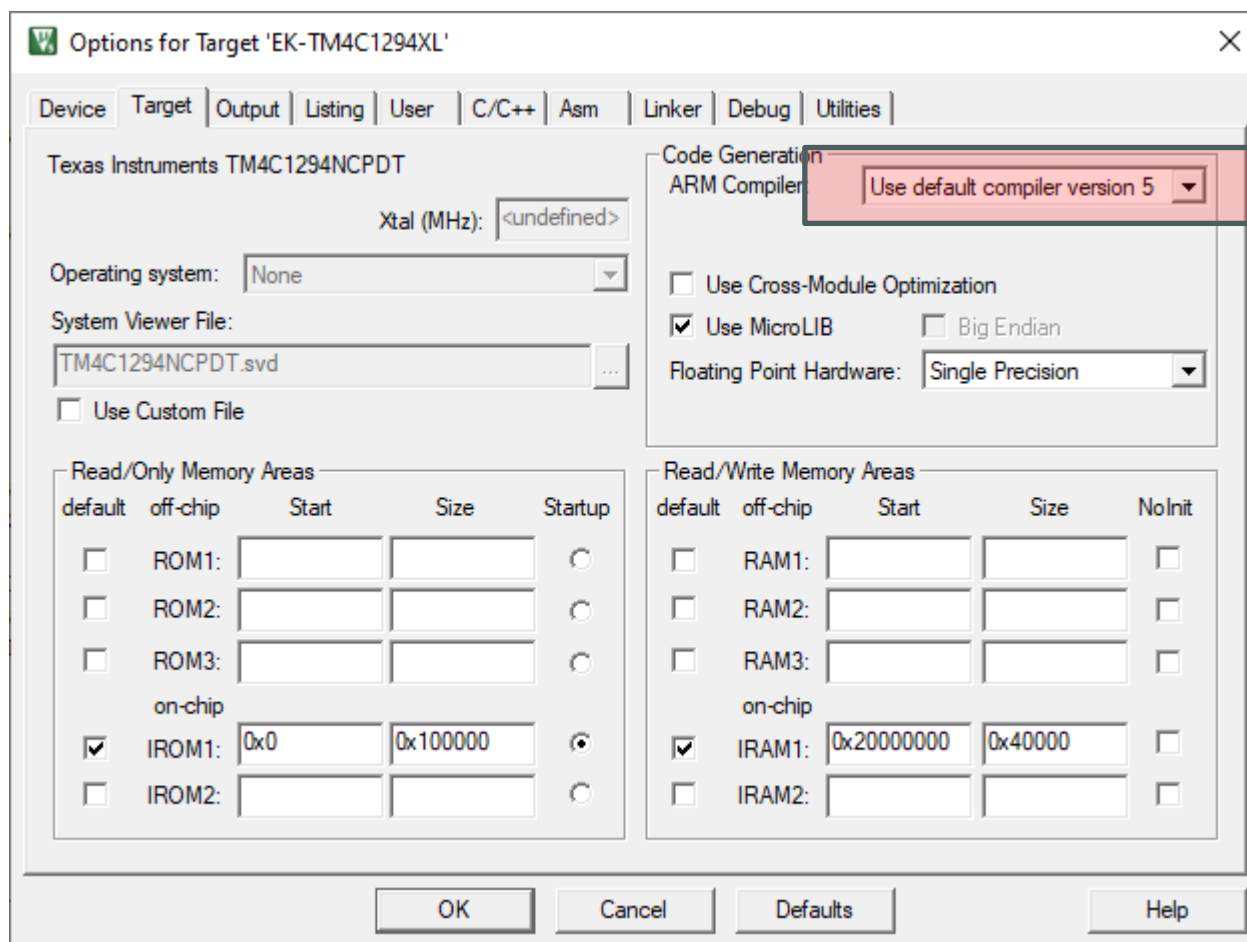 Options for Target 'EK-TM4C1294XL'
Device Target Output Listing User C/C++ Asm Linker Debug Utilities
Texas Instruments TM4C1294NCPDT
Xtal (MHz): <undefined>
Operating system: None
System Viewer File:
TM4C1294NCPDT.svd ...
Use Custom File
Code Generation
ARM Compiler: Use default compiler version 5
Use Cross-Module Optimization
Use MicroLIB Big Endian
Floating Point Hardware: Single Precision
Read/Only Memory Areas
default off-chip Start Size Startup
ROM1:
ROM2:
ROM3:
on-chip
IROM1: 0x0 0x100000
IROM2:
Read/Write Memory Areas
default off-chip Start Size NoInit
RAM1:
RAM2:
RAM3:
on-chip
IRAM1: 0x20000000 0x40000
IRAM2:
OK Cancel Defaults Help